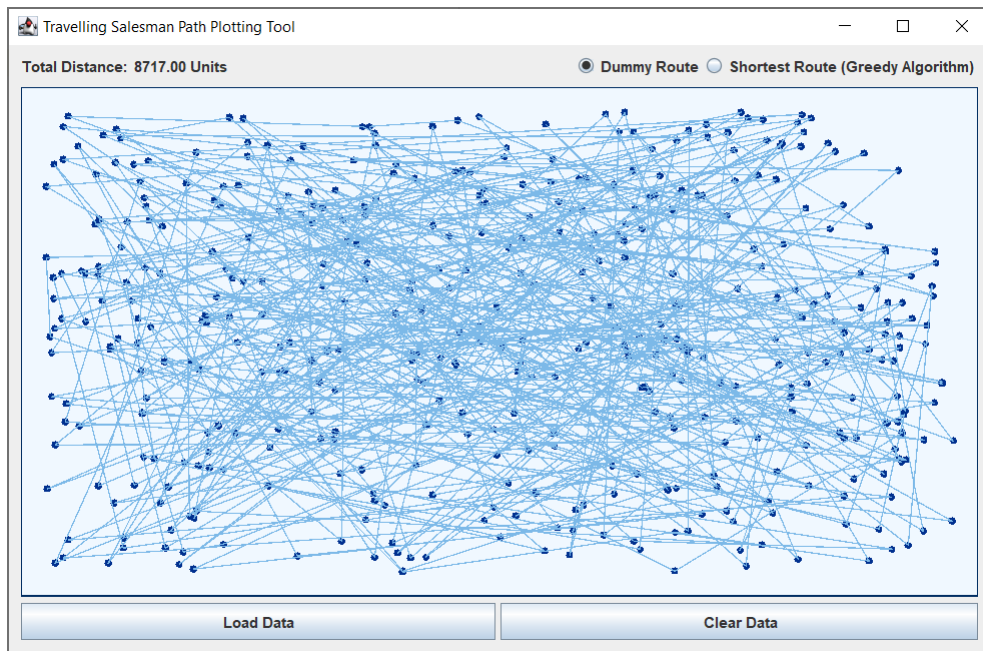 Travelling Salesman Path Plotting Tool
Total Distance: 8717.00 Units
Dummy Route Shortest Route (Greedy Algorithm)
Load Data Clear Data